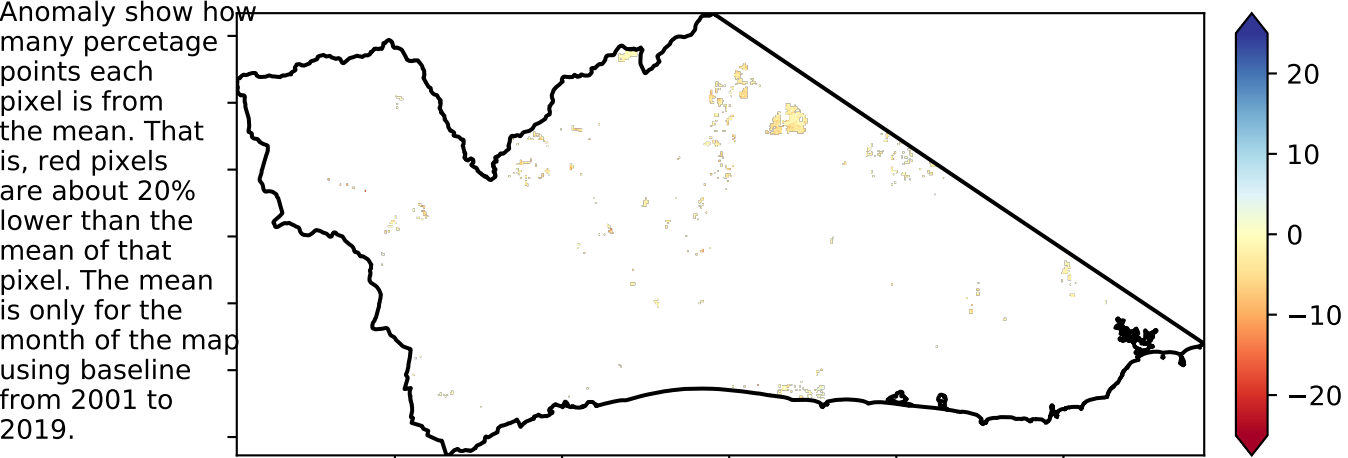 Anomaly show how
many percetage
points each
pixel is from
the mean. That
is, red pixels
are about 20%
lower than the
mean of that
pixel. The mean
is only for the
month of the map
using baseline
from 2001 to
2019.
20
10
0
−10
−20